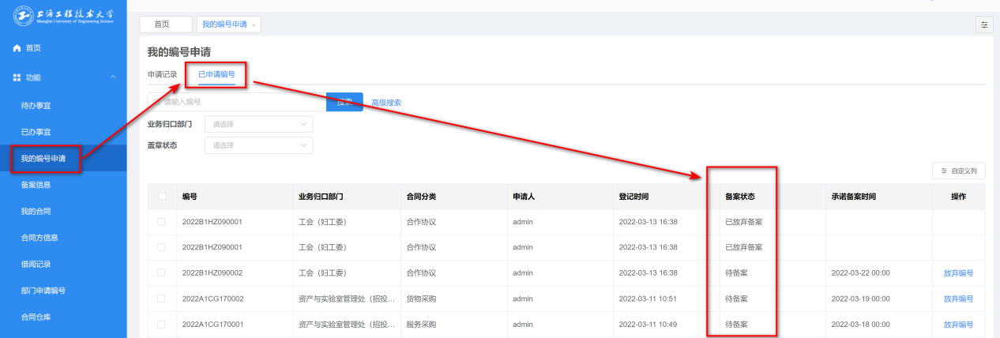 上海工程技术大学
Shanghai University of Engineering Science
首页
功能
待办事宜
已办事宜
我的编号申请
备案信息
我的合同
合同方信息
借阅记录
部门申请编号
合同仓库
首页 我的编号申请
我的编号申请
申请记录 已申请编号
请输入编号 搜索 高级搜索
业务归口部门 请选择
盖章状态 请选择
自定义列
编号 业务归口部门 合同分类 申请人 登记时间 备案状态 承诺备案时间 操作
2022B1HZ090001 工会（妇工委） 合作协议 admin 2022-03-13 16:38 已放弃备案
2022B1HZ090001 工会（妇工委） 合作协议 admin 2022-03-13 16:38 已放弃备案
2022B1HZ090002 工会（妇工委） 合作协议 admin 2022-03-13 16:38 待备案 2022-03-22 00:00 放弃编号
2022A1CG170002 资产与实验室管理处（招投... 货物采购 admin 2022-03-11 10:51 待备案 2022-03-19 00:00 放弃编号
2022A1CG170001 资产与实验室管理处（招投... 服务采购 admin 2022-03-11 10:49 待备案 2022-03-18 00:00 放弃编号